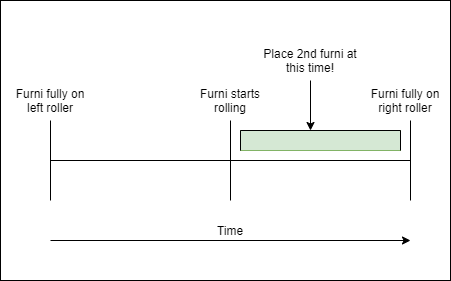 Place 2nd furni at
this time!
Furni fully on
left roller
Furni starts
rolling
Furni fully on
right roller
Time